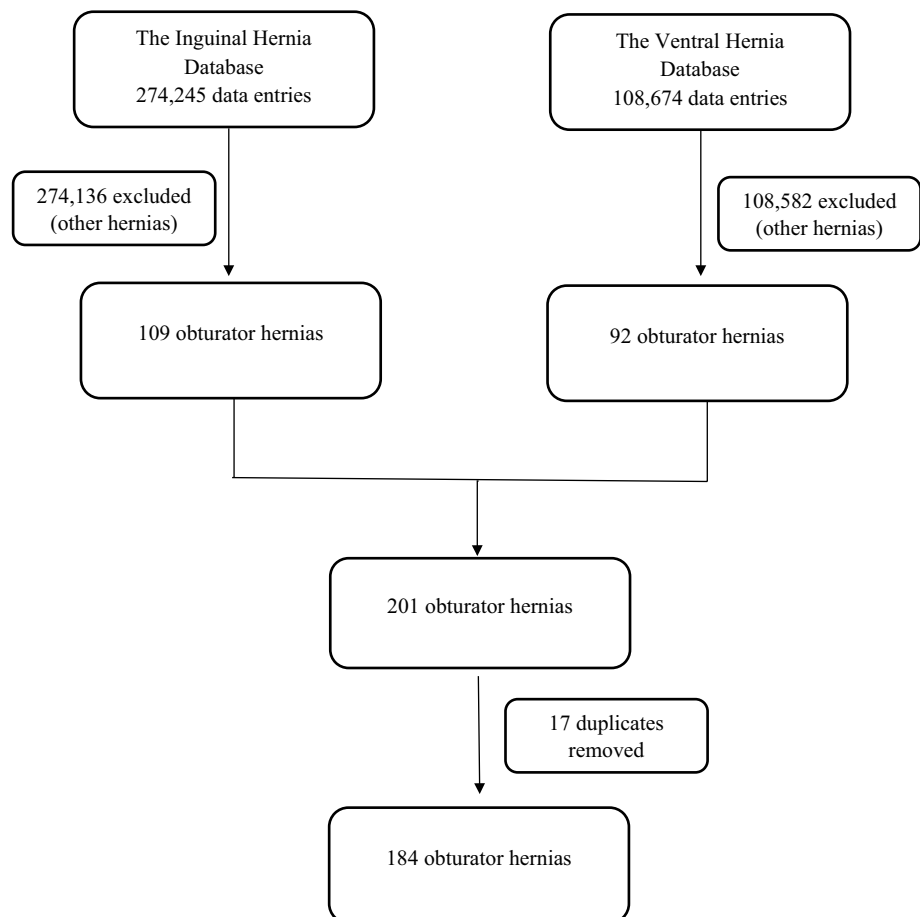 The Inguinal Hernia
Database
274,245 data entries
The Ventral Hernia
Database
108,674 data entries
274,136 excluded
(other hernias)
108,582 excluded
(other hernias)
109 obturator hernias
92 obturator hernias
201 obturator hernias
17 duplicates
removed
184 obturator hernias